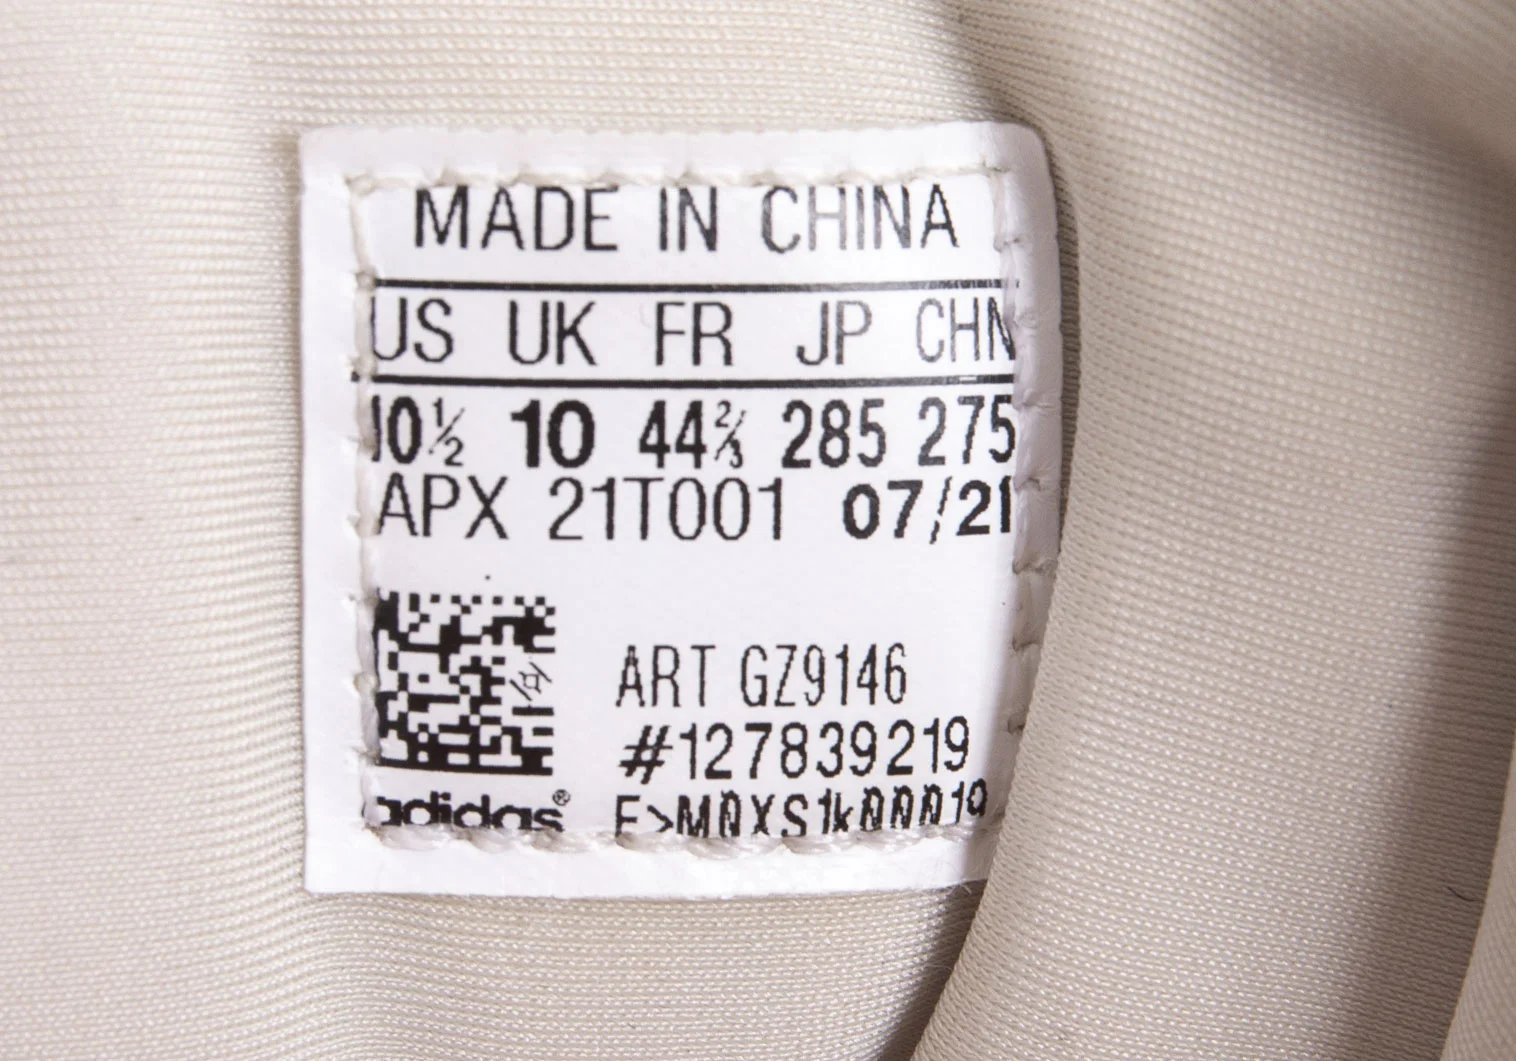 MADE IN CHINA
US UK FR JP CHN
10½ 10 44⅔ 285 275
APX 21T001 07/21
ART GZ9146
#127839219
adidas®